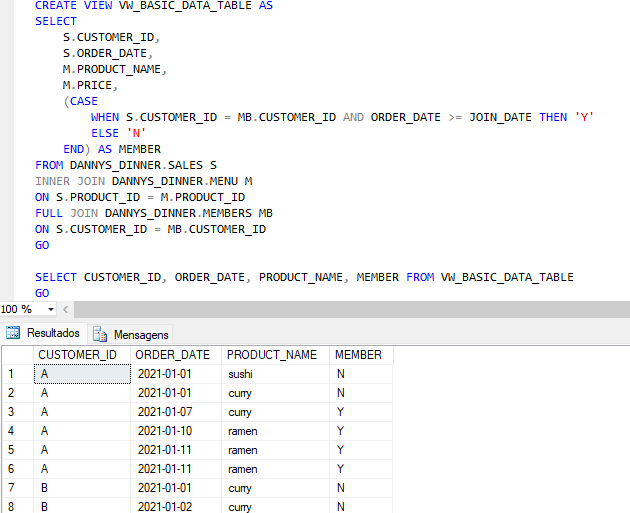 CREATE VIEW VW_BASIC_DATA_TABLE AS
SELECT
S.CUSTOMER_ID,
S.ORDER_DATE,
M.PRODUCT_NAME,
M.PRICE,
(CASE
WHEN S.CUSTOMER_ID = MB.CUSTOMER_ID AND ORDER_DATE >= JOIN_DATE THEN 'Y'
ELSE 'N'
END) AS MEMBER
FROM DANNYS_DINNER.SALES S
INNER JOIN DANNYS_DINNER.MENU M
ON S.PRODUCT_ID = M.PRODUCT_ID
FULL JOIN DANNYS_DINNER.MEMBERS MB
ON S.CUSTOMER_ID = MB.CUSTOMER_ID
GO
SELECT CUSTOMER_ID, ORDER_DATE, PRODUCT_NAME, MEMBER FROM VW_BASIC_DATA_TABLE
GO
100 %
Resultados Mensagens
CUSTOMER_ID ORDER_DATE PRODUCT_NAME MEMBER
1 A 2021-01-01 sushi N
2 A 2021-01-01 curry N
3 A 2021-01-07 curry Y
4 A 2021-01-10 ramen Y
5 A 2021-01-11 ramen Y
6 A 2021-01-11 ramen Y
7 B 2021-01-01 curry N
8 B 2021-01-02 curry N